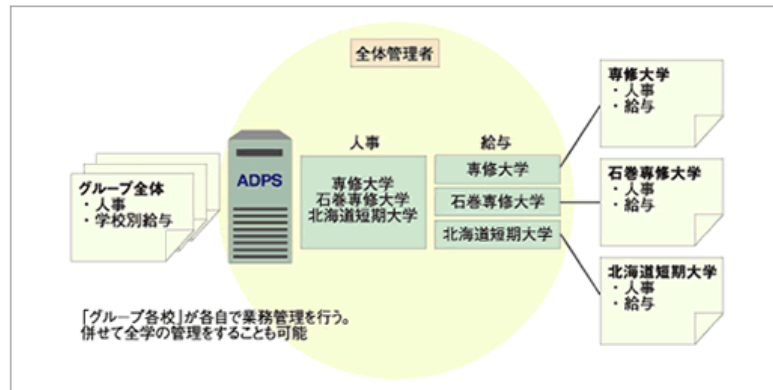 全体管理者
グループ全体
・人事
・学校別給与
ADPS
人事
専修大学
石巻専修大学
北海道短期大学
給与
専修大学
石巻専修大学
北海道短期大学
専修大学
・人事
・給与
石巻専修大学
・人事
・給与
北海道短期大学
・人事
・給与
「グループ各校」が各自で業務管理を行う。
併せて全学の管理をすることも可能